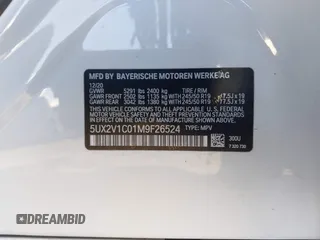 MFD BY BAYERISCHE MOTOREN WERKE AG
12/20
GVWR 5291 lbs 2400 kg TIRE / RIM
GAWR FRONT 2502 lbs 1135 kg 245/50 R19 ,7.5J x 19
GAWR REAR 3042 lbs 1380 kg 245/50 R19 ,7.5J x 19
THIS VEHICLE CONFORMS TO ALL APPLICABLE FEDERAL MOTOR
VEHICLE SAFETY, BUMPER, AND THEFT PREVENTION STANDARDS
IN EFFECT ON THE DATE OF MANUFACTURE SHOWN ABOVE.
5UX2V1C01M9F26524
TYPE: MPV
300U
DREAMBID